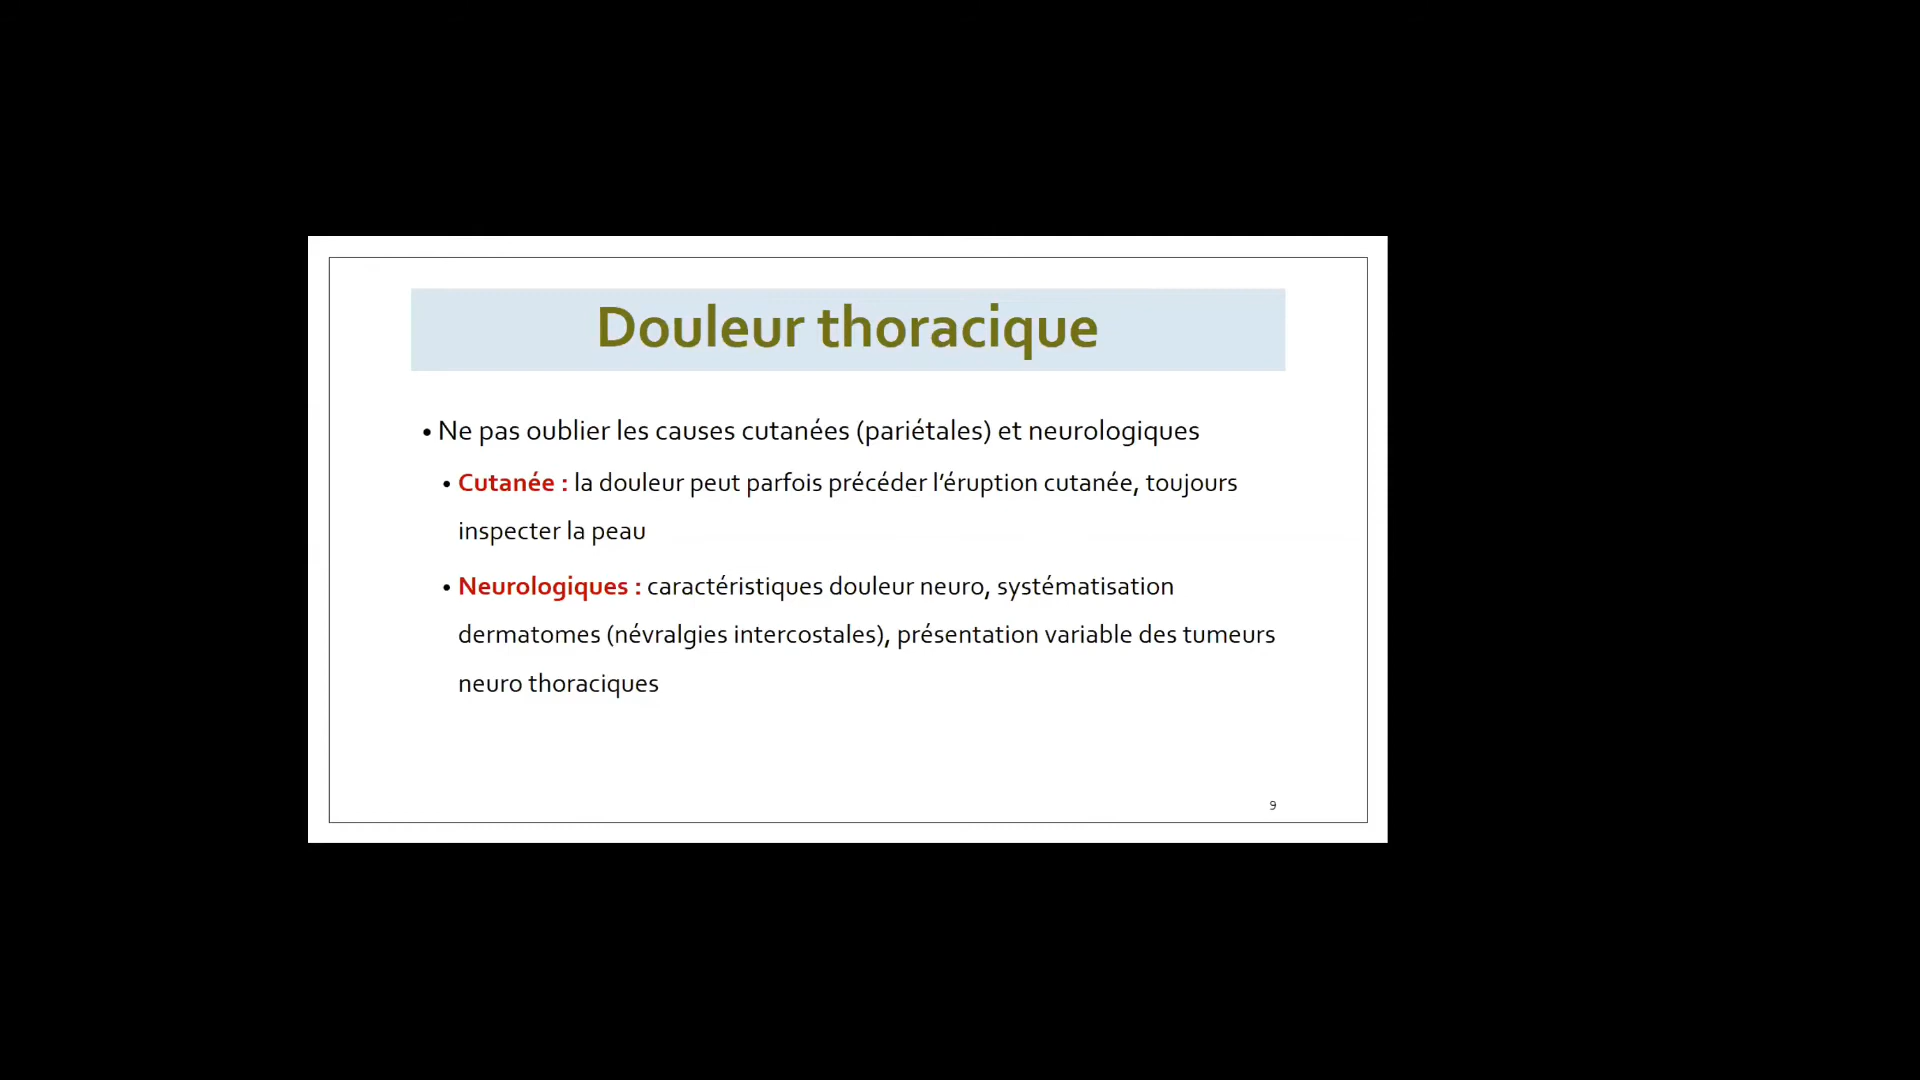 Douleur thoracique
• Ne pas oublier les causes cutanées (pariétales) et neurologiques
• Cutanée : la douleur peut parfois précéder l’éruption cutanée, toujours
inspecter la peau
• Neurologiques : caractéristiques douleur neuro, systématisation
dermatomes (névralgies intercostales), présentation variable des tumeurs
neuro thoraciques
9